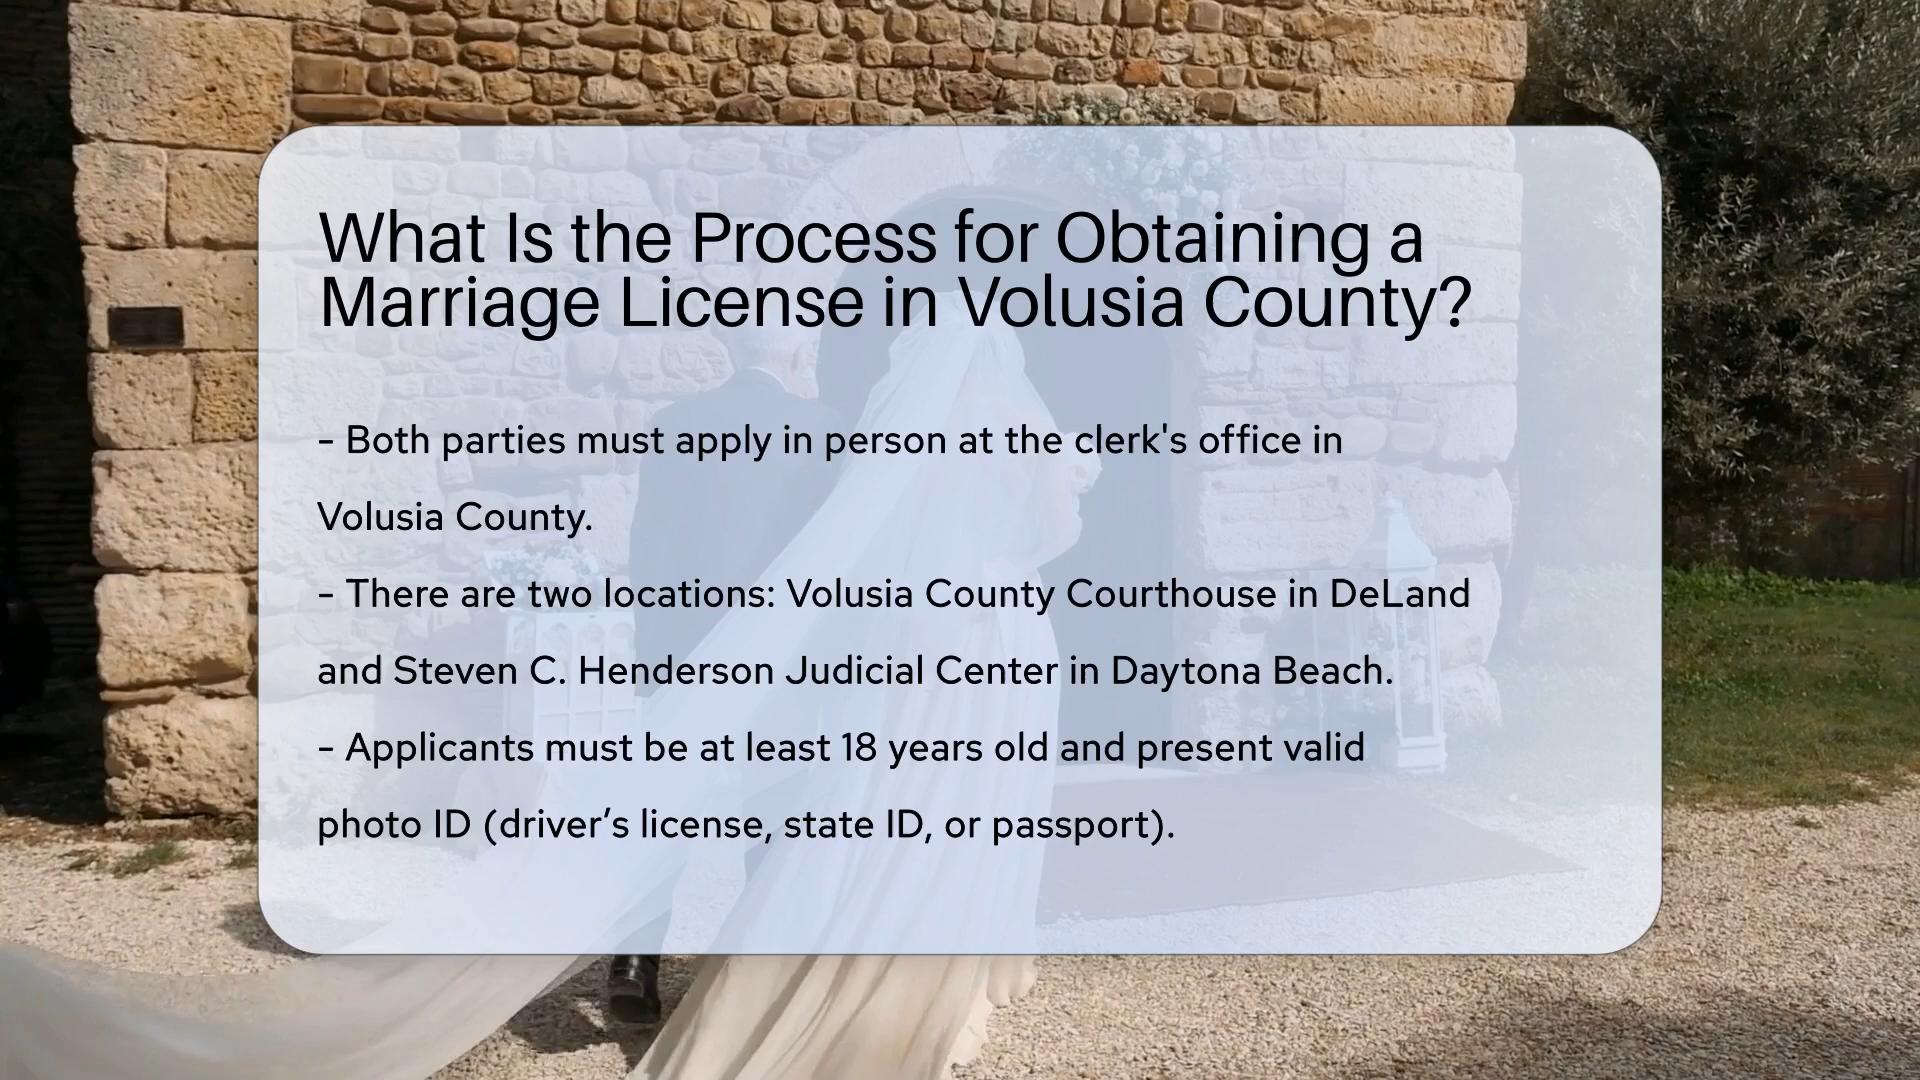 What Is the Process for Obtaining a
Marriage License in Volusia County?
– Both parties must apply in person at the clerk's office in
Volusia County.
– There are two locations: Volusia County Courthouse in DeLand
and Steven C. Henderson Judicial Center in Daytona Beach.
– Applicants must be at least 18 years old and present valid
photo ID (driver’s license, state ID, or passport).